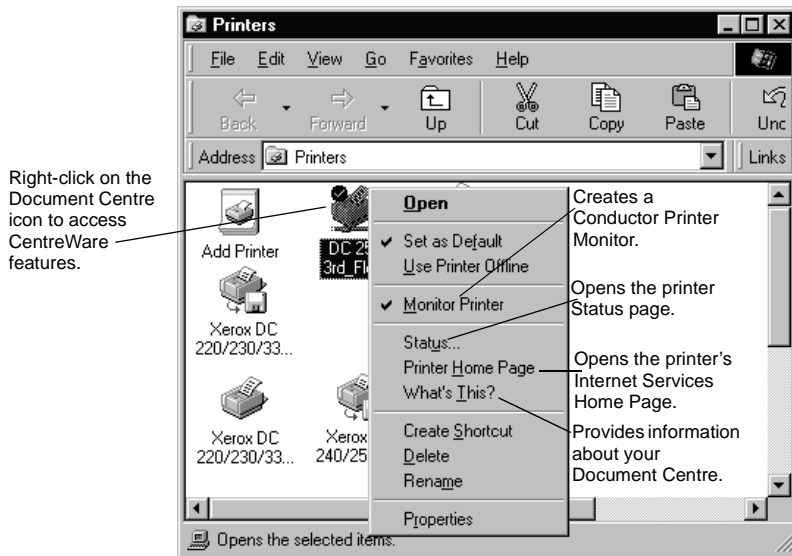 Printers
File Edit View Go Favorites Help
Back Forward Up Cut Copy Paste Unc
Address Printers Links
Right-click on the
Document Centre
icon to access
CentreWare
features.
Add Printer
DC 25
3rd_Fl
Xerox DC
220/230/33...
Xerox DC
220/230/33...
Xerox
240/25
Open
Set as Default
Use Printer Offline
Monitor Printer
Status...
Printer Home Page
What's This?
Create Shortcut
Delete
Rename
Properties
Creates a
Conductor Printer
Monitor.
Opens the printer
Status page.
Opens the printer's
Internet Services
Home Page.
Provides information
about your
Document Centre.
Opens the selected items.